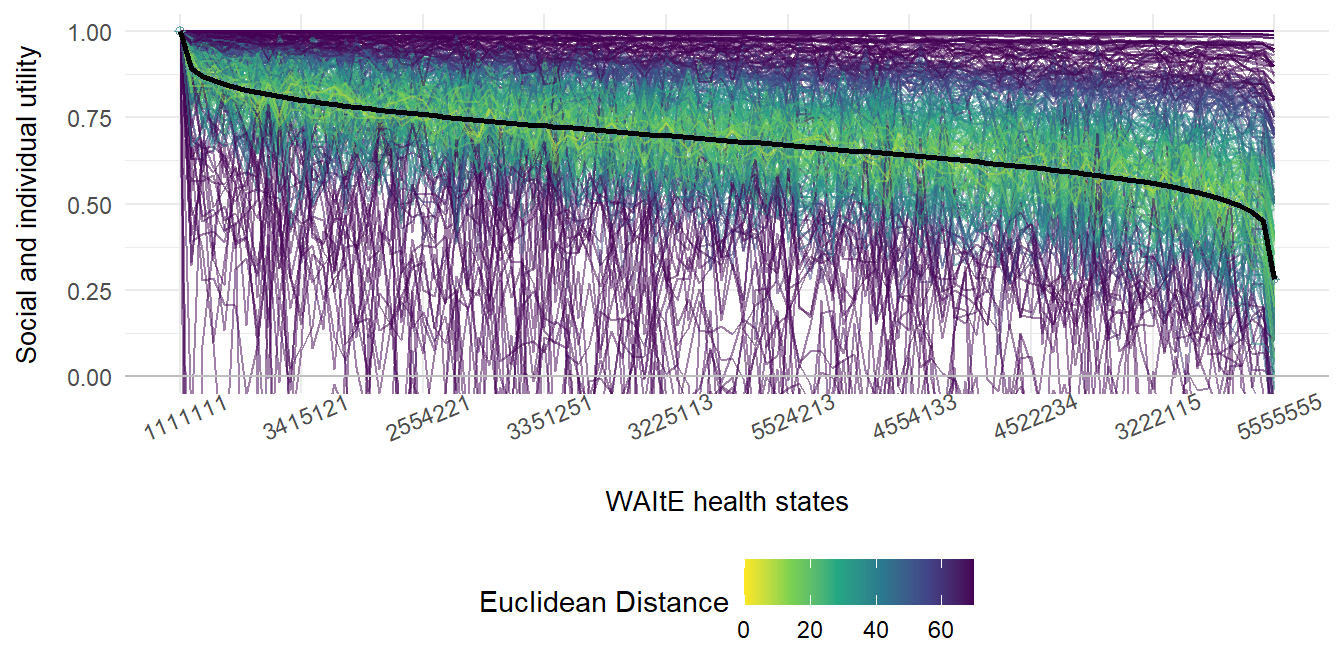 Social and individual utility
1.00
0.75
0.50
0.25
0.00
1111111 3415121 2554221 3351251 3225113 5524213 4554133 4522234 3222115 5555555
WAItE health states
Euclidean Distance
0 20 40 60